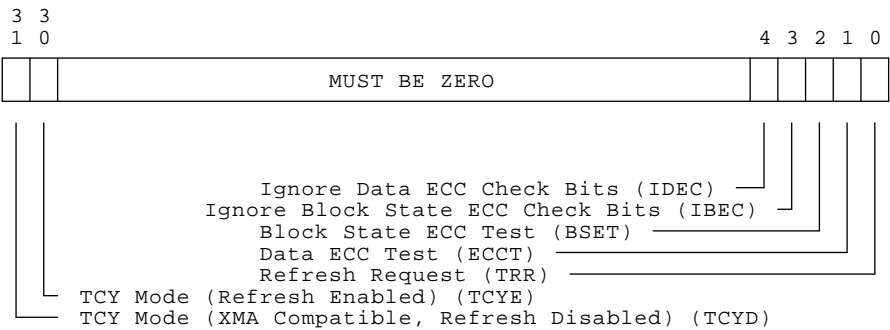 3 3
1 0 4 3 2 1 0
MUST BE ZERO
Ignore Data ECC Check Bits (IDEC)
Ignore Block State ECC Check Bits (IBEC)
Block State ECC Test (BSET)
Data ECC Test (ECCT)
Refresh Request (TRR)
TCY Mode (Refresh Enabled) (TCYE)
TCY Mode (XMA Compatible, Refresh Disabled) (TCYD)